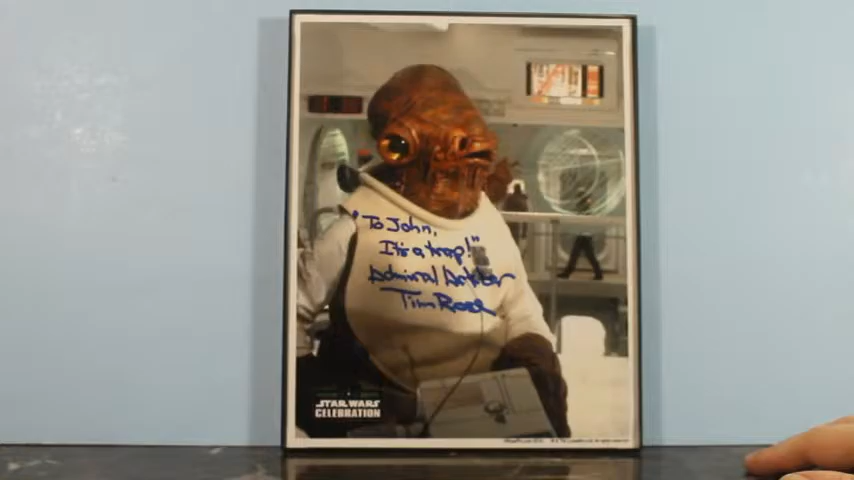 "To John,
It's a trap!"
Admiral Ackbar
Tim Rose
STAR WARS
CELEBRATION